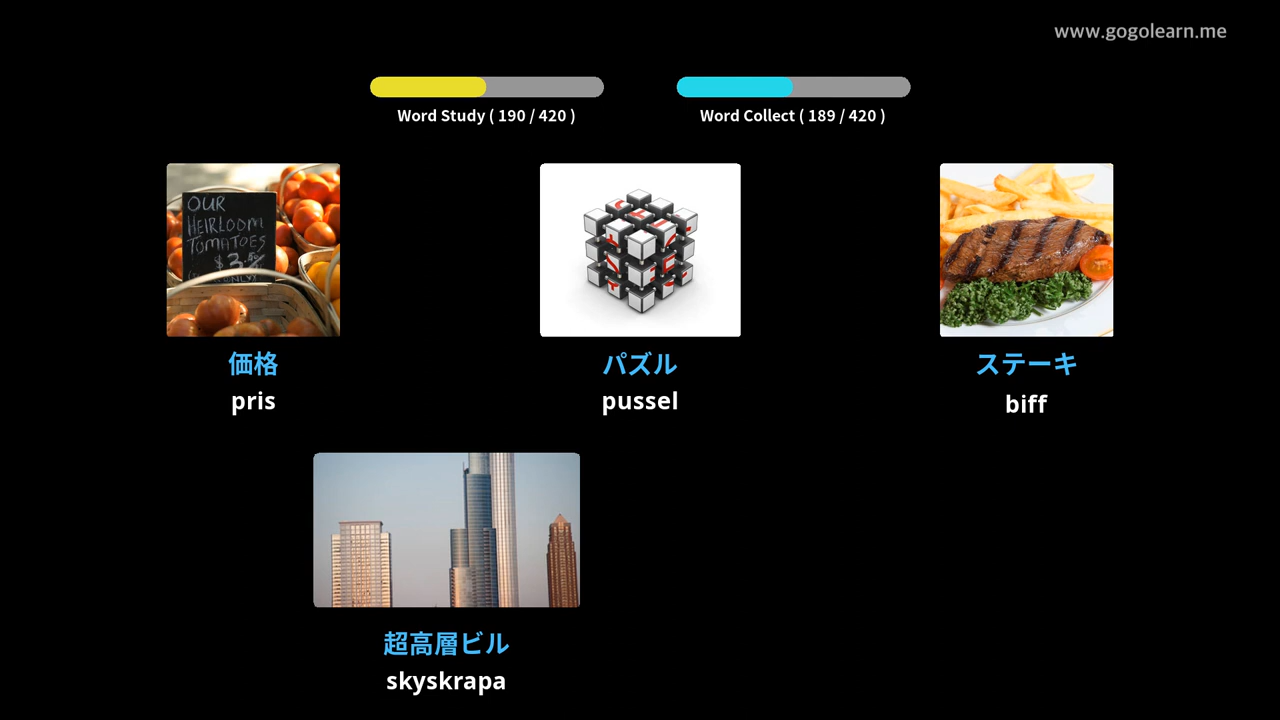 www.gogolearn.me
Word Study ( 190 / 420 )
Word Collect ( 189 / 420 )
OUR
HEIRLOOM
TOMATOES
価格
pris
パズル
pussel
ステーキ
biff
超高層ビル
skyskrapa